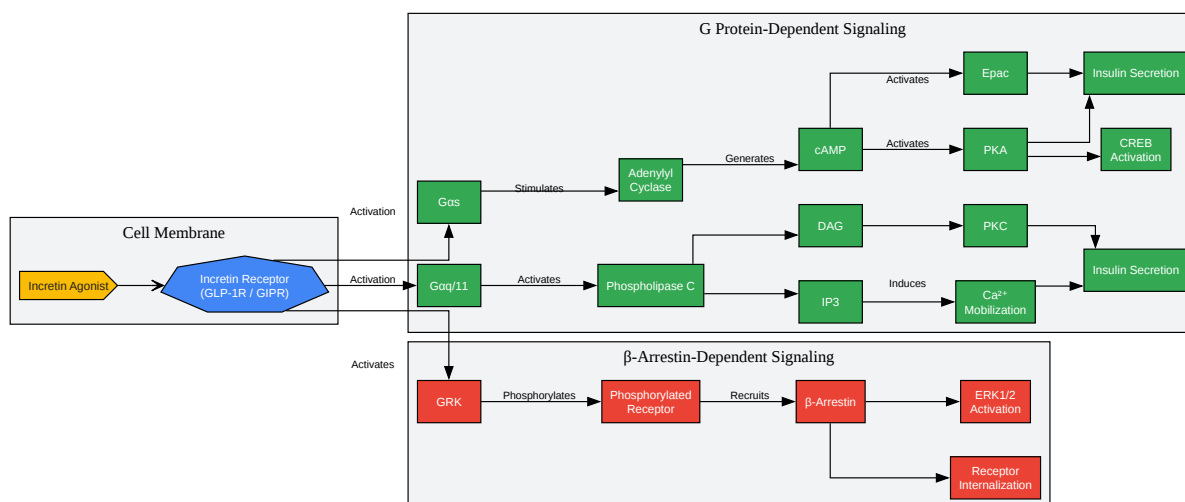 G Protein-Dependent Signaling
Activates
Epac
Insulin Secretion
cAMP
Activates
PKA
CREB
Activation
Generates
Adenylyl
Cyclase
Stimulates
Gαs
Activation
Cell Membrane
Incretin Agonist
Incretin Receptor
(GLP-1R / GIPR)
Activation
Gαq/11
Activates
Phospholipase C
DAG
PKC
Insulin Secretion
IP3
Induces
Ca²⁺
Mobilization
β-Arrestin-Dependent Signaling
Activates
GRK
Phosphorylates
Phosphorylated
Receptor
Recruits
β-Arrestin
ERK1/2
Activation
Receptor
Internalization